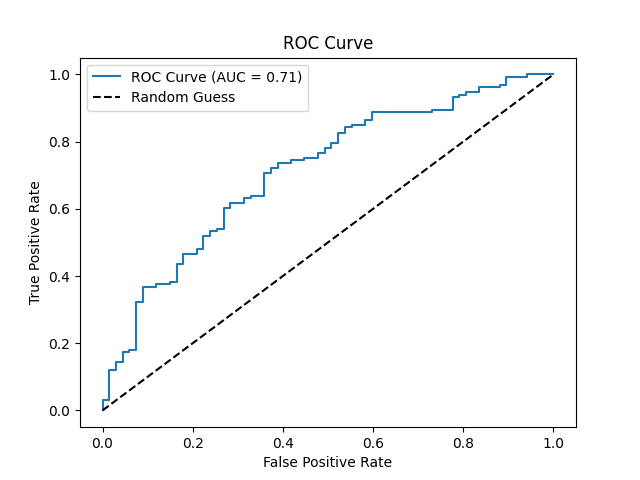 ROC Curve
ROC Curve (AUC = 0.71)
Random Guess
1.0
0.8
0.6
0.4
0.2
0.0
True Positive Rate
0.0 0.2 0.4 0.6 0.8 1.0
False Positive Rate